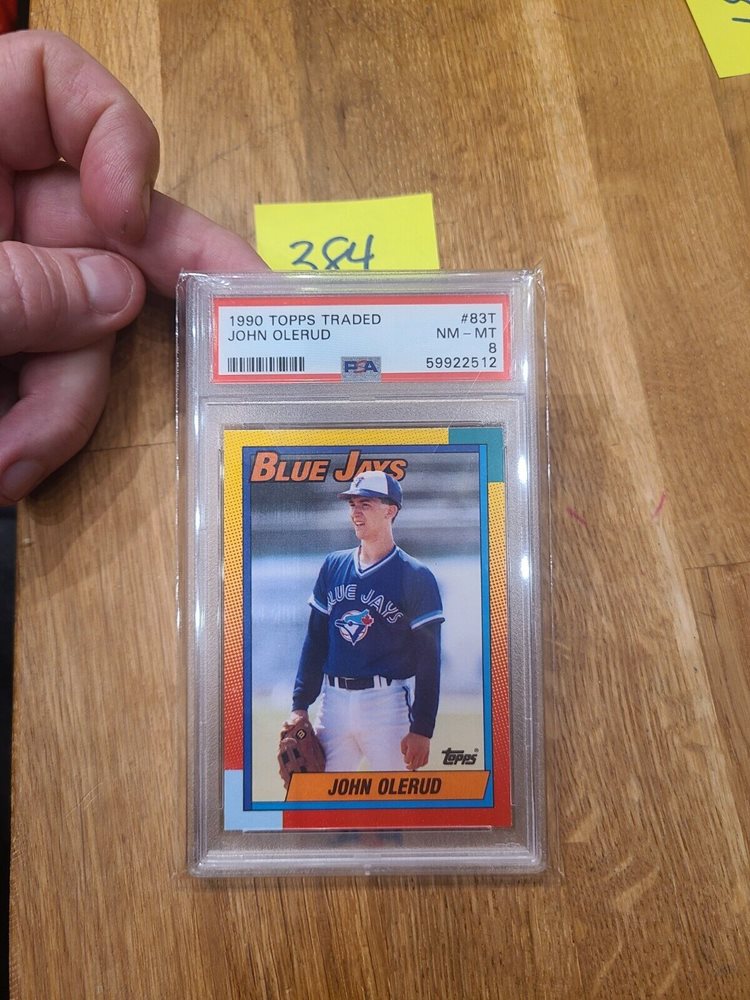 384
1990 TOPPS TRADED #83T
JOHN OLERUD NM - MT
8
PSA 59922512
BLUE JAYS
BLUE JAYS
topps
JOHN OLERUD